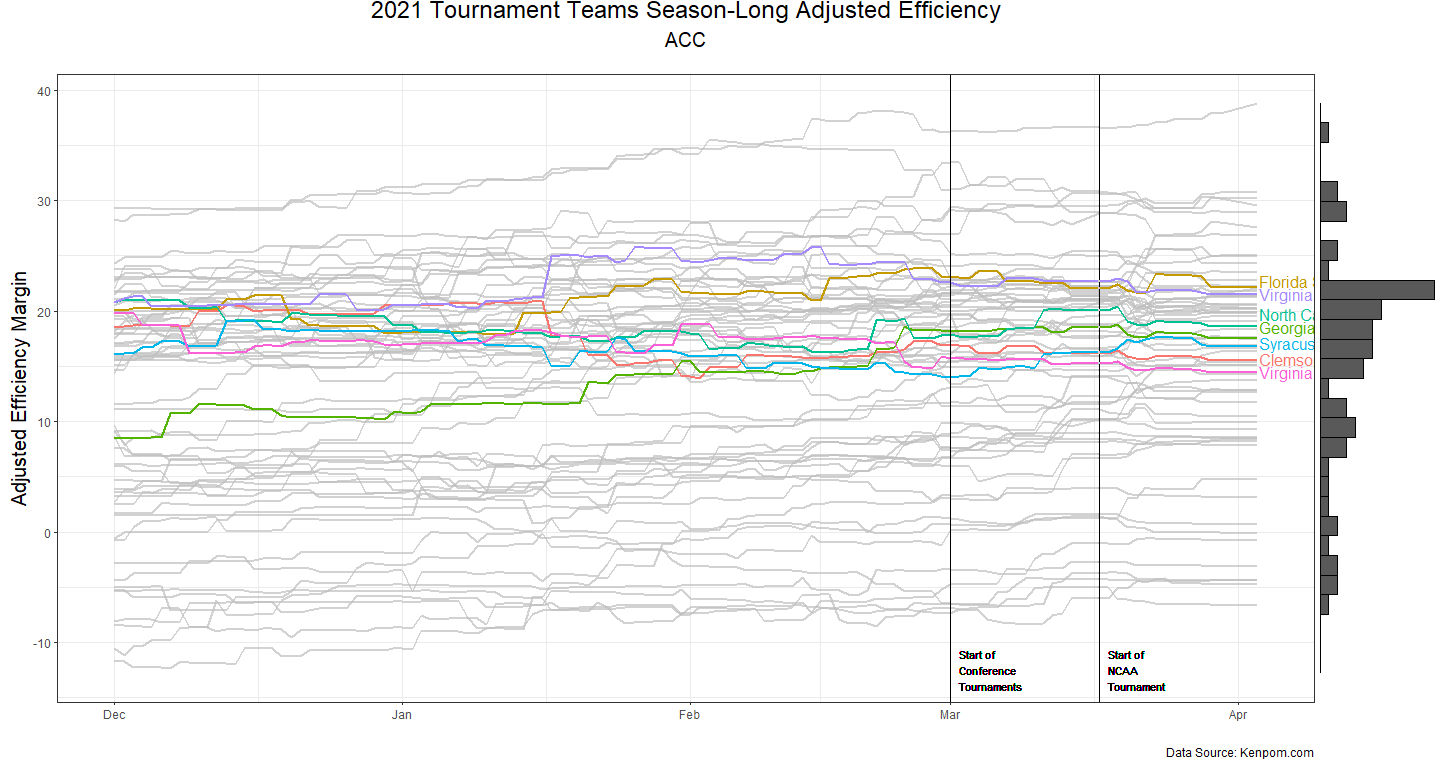 2021 Tournament Teams Season-Long Adjusted Efficiency
ACC
Adjusted Efficiency Margin
40
30
20
10
0
-10
Florida
Virginia
North Ca
Georgia
Syracus
Clemso
Virginia
Start of
Conference
Tournaments
Start of
NCAA
Tournament
Dec
Jan
Feb
Mar
Apr
Data Source: Kenpom.com